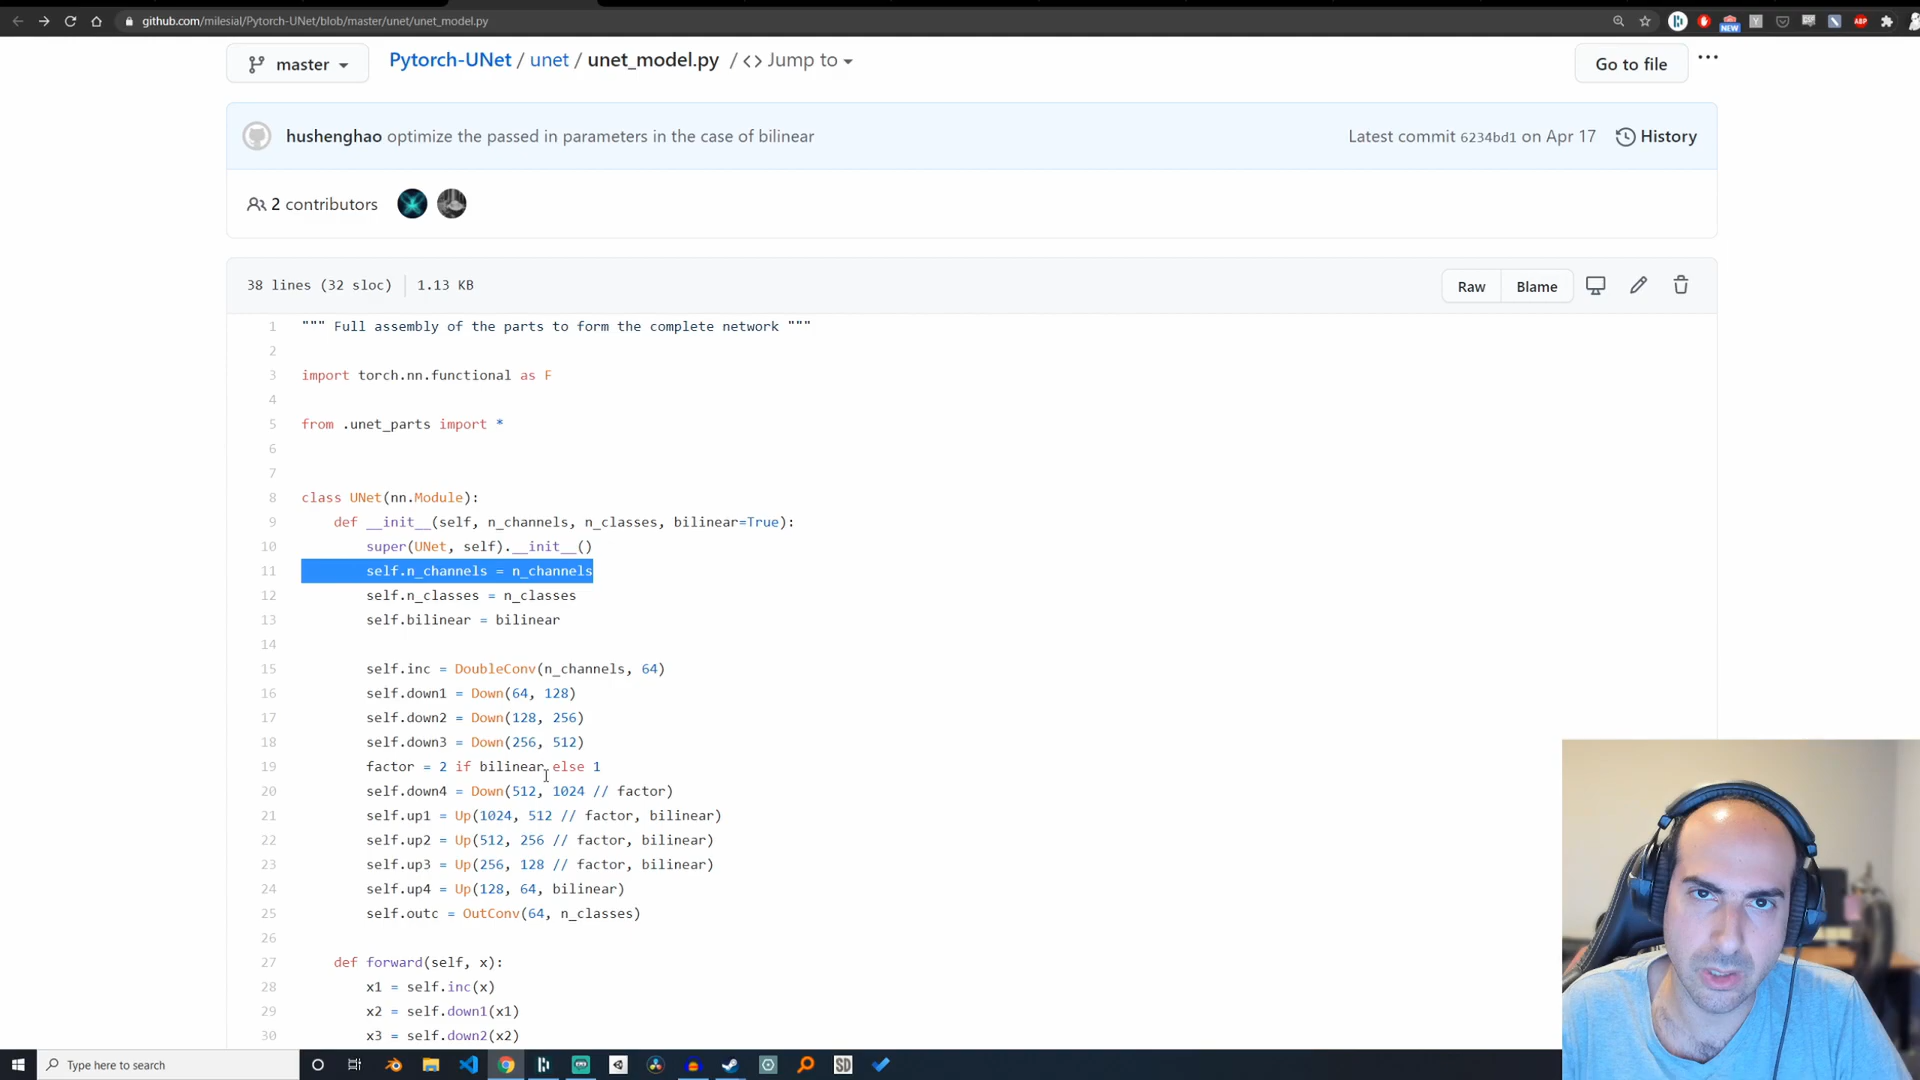 github.com/milesial/Pytorch-UNet/blob/master/unet/unet_model.py
NEW
Y
ABP
master
Pytorch-UNet / unet / unet_model.py / <> Jump to
Go to file
...
hushenghao optimize the passed in parameters in the case of bilinear
Latest commit 6234bd1 on Apr 17
History
2 contributors
38 lines (32 sloc) 1.13 KB
Raw
Blame
1 """ Full assembly of the parts to form the complete network """
2
3 import torch.nn.functional as F
4
5 from .unet_parts import *
6
7
8 class UNet(nn.Module):
9 def __init__(self, n_channels, n_classes, bilinear=True):
10 super(UNet, self).__init__()
11 self.n_channels = n_channels
12 self.n_classes = n_classes
13 self.bilinear = bilinear
14
15 self.inc = DoubleConv(n_channels, 64)
16 self.down1 = Down(64, 128)
17 self.down2 = Down(128, 256)
18 self.down3 = Down(256, 512)
19 factor = 2 if bilinear else 1
20 self.down4 = Down(512, 1024 // factor)
21 self.up1 = Up(1024, 512 // factor, bilinear)
22 self.up2 = Up(512, 256 // factor, bilinear)
23 self.up3 = Up(256, 128 // factor, bilinear)
24 self.up4 = Up(128, 64, bilinear)
25 self.outc = OutConv(64, n_classes)
26
27 def forward(self, x):
28 x1 = self.inc(x)
29 x2 = self.down1(x1)
30 x3 = self.down2(x2)
Type here to search
SD